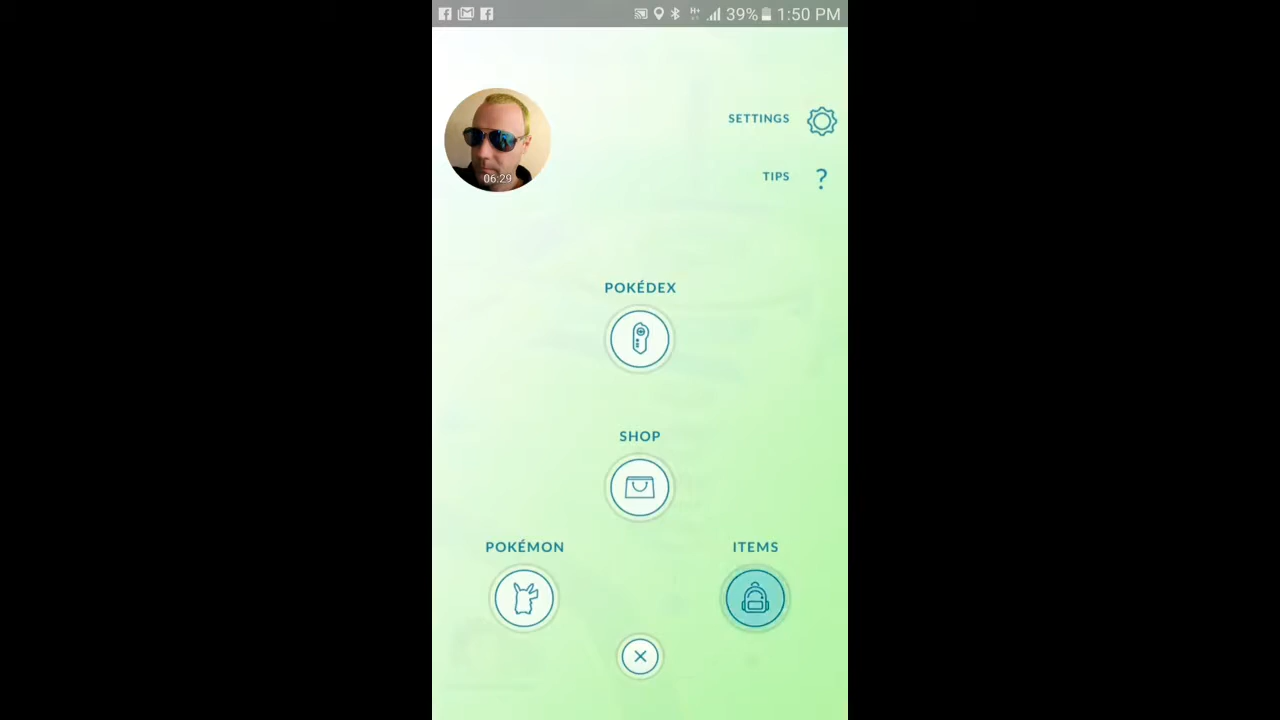 39% 1:50 PM
SETTINGS
06:29
TIPS
?
POKÉDEX
SHOP
POKÉMON
ITEMS